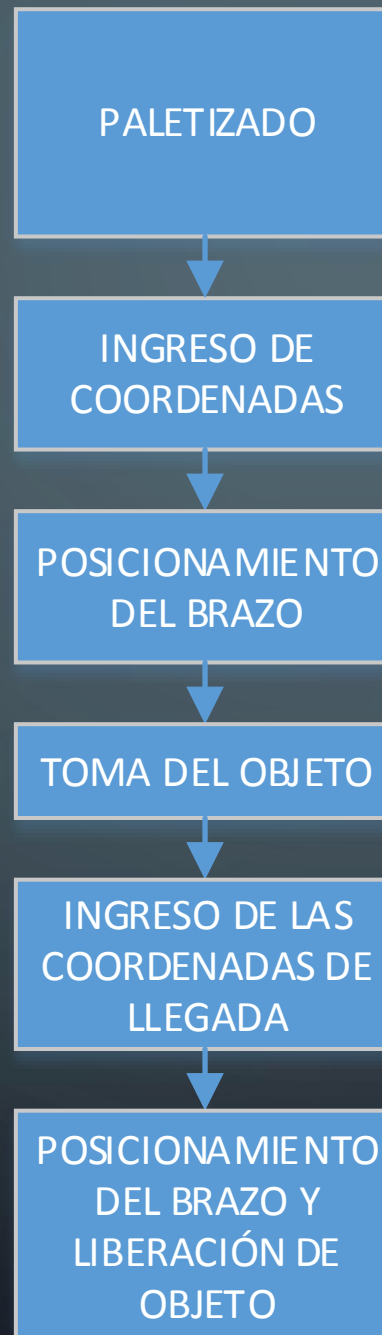 PALETIZADO
INGRESO DE
COORDENADAS
POSICIONAMIENTO
DEL BRAZO
TOMA DEL OBJETO
INGRESO DE LAS
COORDENADAS DE
LLEGADA
POSICIONAMIENTO
DEL BRAZO Y
LIBERACIÓN DE
OBJETO